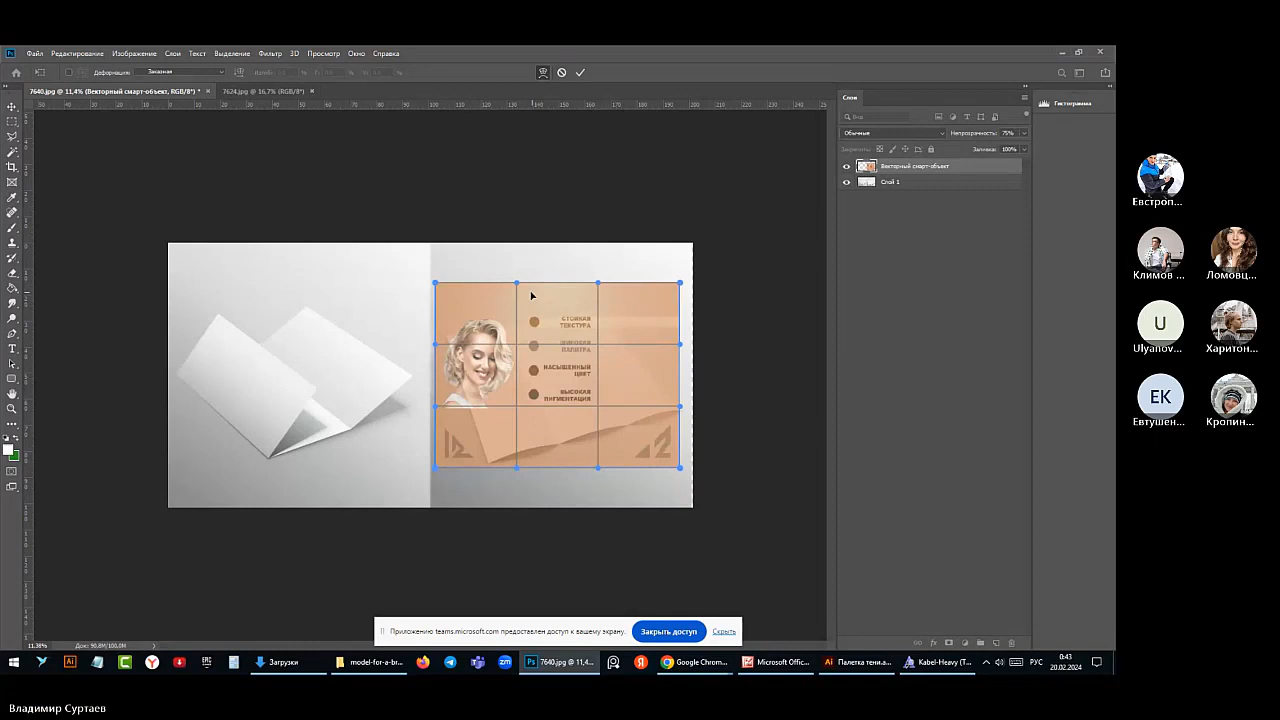 Файл Редактирование Изображение Слои Текст Выделение Фильтр 3D Просмотр Окно Справка
Деформация: Заказная
7640.jpg @ 11,4% (Векторный смарт-объект, RGB/8*) * × 7624.jpg @ 16,7% (RGB/8*) ×
Слои
Гистограмма
Вид
Обычные Непрозрачность: 75%
Закрепить: Заливка: 100%
Векторный смарт-объект
Слой 1
СТОЙКАЯ
ТЕКСТУРА
ШИРОКАЯ
ПАЛИТРА
НАСЫЩЕННЫЙ
ЦВЕТ
ВЫСОКАЯ
ПИГМЕНТАЦИЯ
Евстроп...
Климов ...
Ломовц...
Ulyanov...
Харитон...
EK
Евтушен...
Кропин...
Приложению teams.microsoft.com предоставлен доступ к вашему экрану.
Закрыть доступ
Скрыть
11.38% Док: 90,8M/100,0M
Загрузки
model-for-a-br...
7640.jpg @ 11,4...
Google Chrom...
Microsoft Offic...
Палетка тени.a...
Kabel-Heavy (T...
РУС
0:43
20.02.2024
Владимир Суртаев